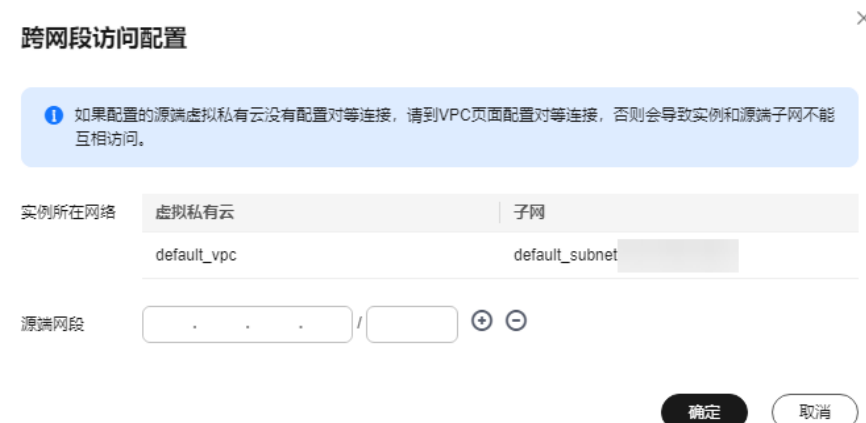 跨网段访问配置
如果配置的源端虚拟私有云没有配置对等连接，请到VPC页面配置对等连接，否则会导致实例和源端子网不能
互相访问。
实例所在网络 虚拟私有云 子网
default_vpc default_subnet
源端网段 . . . /
确定 取消